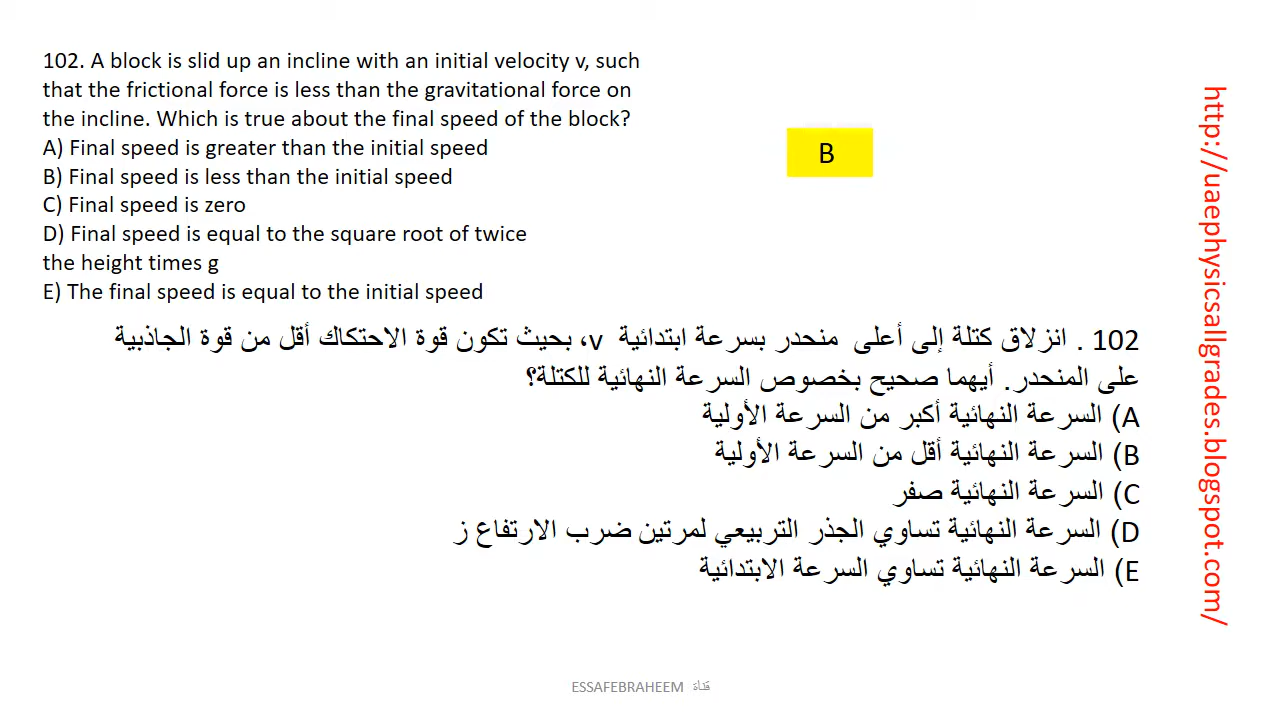 102. A block is slid up an incline with an initial velocity v, such
that the frictional force is less than the gravitational force on
the incline. Which is true about the final speed of the block?
A) Final speed is greater than the initial speed
B) Final speed is less than the initial speed
C) Final speed is zero
D) Final speed is equal to the square root of twice
the height times g
E) The final speed is equal to the initial speed
B
102 . انزلاق كتلة إلى أعلى منحدر بسرعة ابتدائية v، بحيث تكون قوة الاحتكاك أقل من قوة الجاذبية
على المنحدر. أيهما صحيح بخصوص السرعة النهائية للكتلة؟
A) السرعة النهائية أكبر من السرعة الأولية
B) السرعة النهائية أقل من السرعة الأولية
C) السرعة النهائية صفر
D) السرعة النهائية تساوي الجذر التربيعي لمرتين ضرب الارتفاع ز
E) السرعة النهائية تساوي السرعة الابتدائية
http://uaephysicsallgrades.blogspot.com/
ESSAFEBRAHEEM قناة